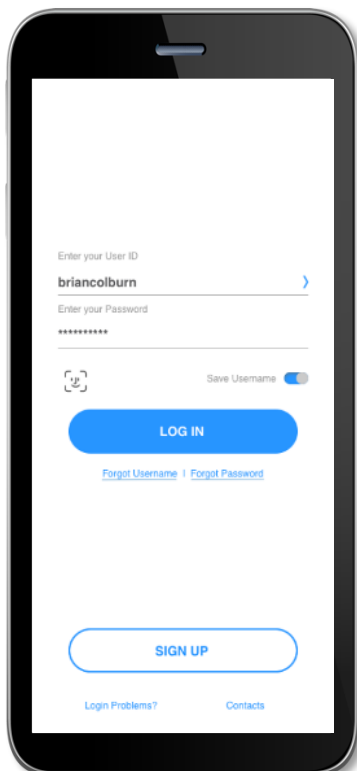 Enter your User ID
briancolburn
Enter your Password
**********
Save Username
LOG IN
Forgot Username | Forgot Password
SIGN UP
Login Problems? Contacts